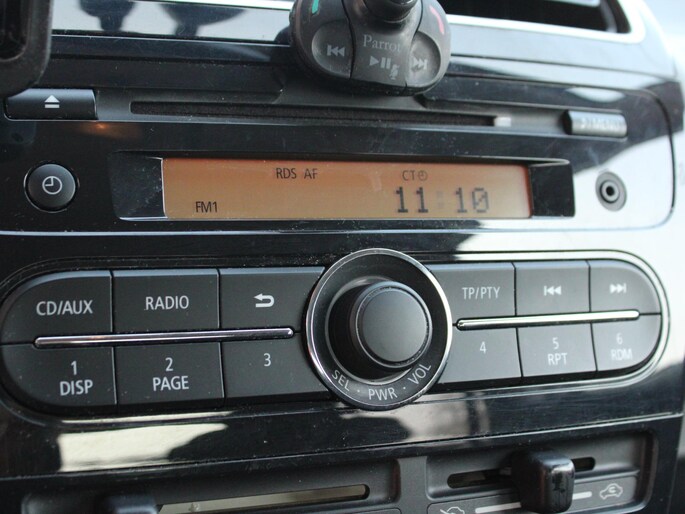 Parrot
RDS AF CT
FM1 11:10
CD/AUX RADIO TP/PTY
1 2 3 4 5 6
DISP PAGE RPT RDM
SEL · PWR · VOL